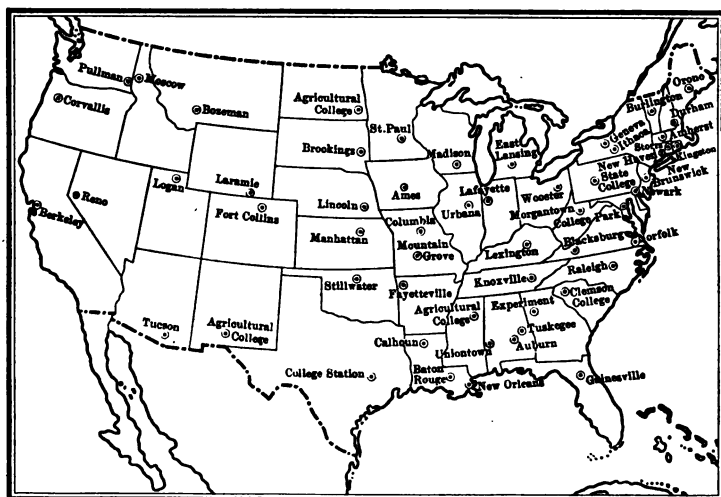 Pullman
Moscow
Corvallis
Bozeman
Agricultural
College
St. Paul
Brookings
Madison
East
Lansing
Orono
Burlington
Durham
Geneva
Ithaca
Amherst
Storrs
New Haven
Kingston
State
College
New
Brunswick
Newark
Reno
Berkeley
Logan
Laramie
Fort Collins
Lincoln
Ames
Lafayette
Urbana
Wooster
Morgantown
College Park
Manhattan
Columbia
Mountain
Grove
Lexington
Blacksburg
Norfolk
Stillwater
Fayetteville
Knoxville
Raleigh
Agricultural
College
Experiment
Clemson
College
Tucson
Agricultural
College
Calhoun
Uniontown
Tuskegee
Auburn
College Station
Baton
Rouge
New Orleans
Gainesville